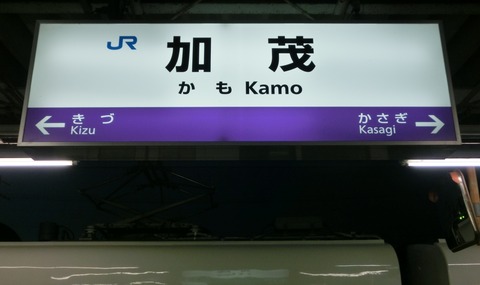 JR
加茂
かも Kamo
← きづ
Kizu
かさぎ →
Kasagi